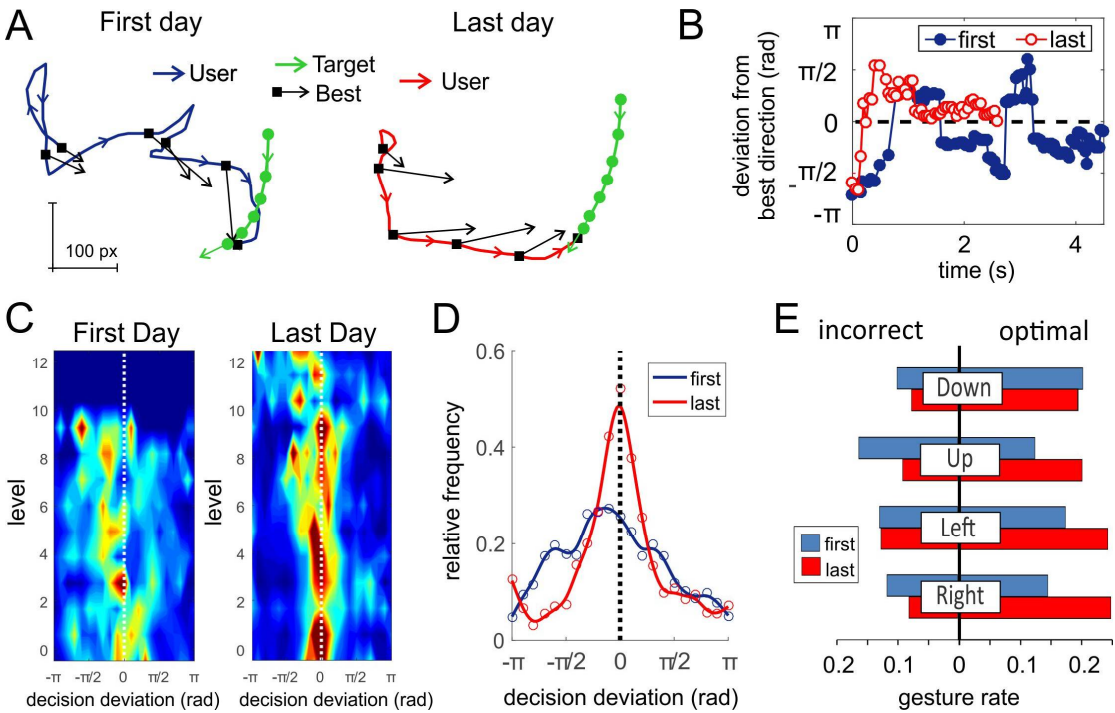 A
First day
Last day
User
Target
Best
User
100 px
B
first
last
π
π/2
0
-π/2
-π
deviation from
best direction (rad)
0
2
4
time (s)
C
First Day
Last Day
level
12
10
8
6
4
2
0
-π
-π/2
0
π/2
π
decision deviation (rad)
level
12
10
8
6
4
2
0
-π
-π/2
0
π/2
π
decision deviation (rad)
D
relative frequency
0.6
0.4
0.2
0
first
last
-π
-π/2
0
π/2
π
decision deviation (rad)
E
incorrect
optimal
Down
Up
Left
Right
first
last
0.2
0.1
0
0.1
0.2
gesture rate